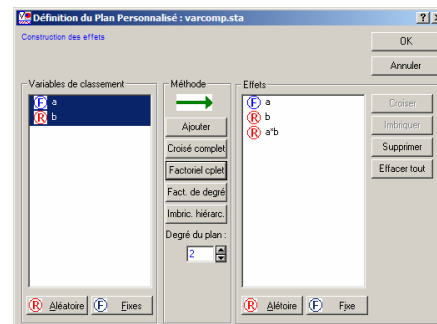 Définition du Plan Personnalisé : varcomp.sta
Construction des effets
OK
Annuler
Variables de classement
F a
R b
Méthode
Ajouter
Croisé complet
Factoriel cplet
Fact. de degré
Imbric. hiérarc.
Degré du plan :
2
Effets
F a
R b
R a*b
Croiser
Imbriquer
Supprimer
Effacer tout
R Aléatoire
F Fixes
R Alétoire
F Fixe